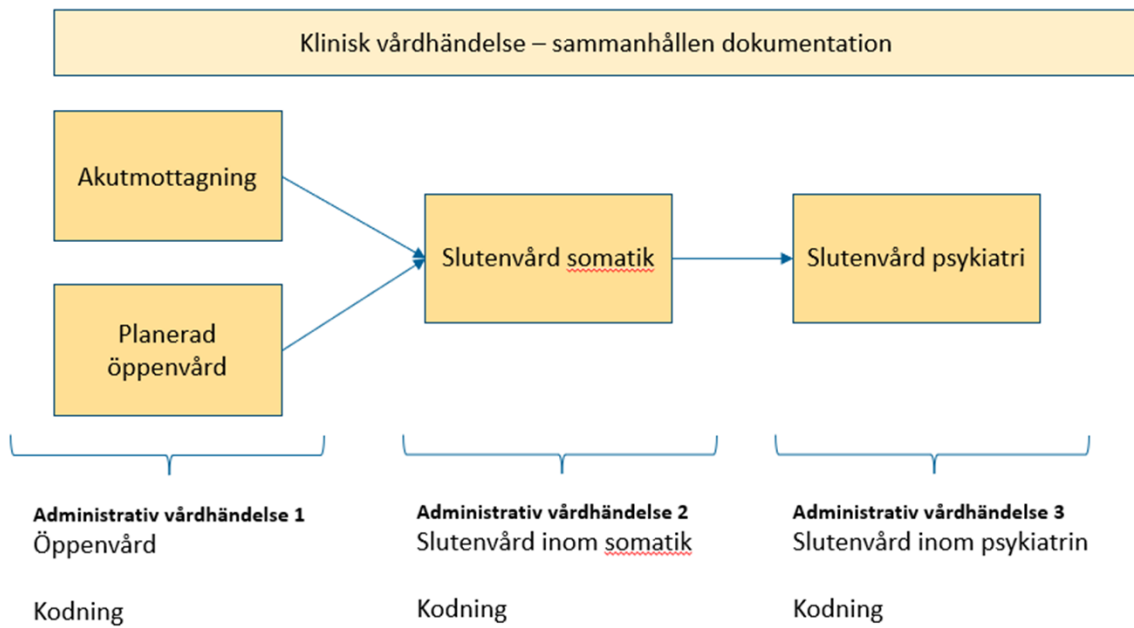 Klinisk vårdhändelse – sammanhållen dokumentation
Akutmottagning
Planerad
öppenvård
Slutenvård somatik
Slutenvård psykiatri
Administrativ vårdhändelse 1
Öppenvård
Kodning
Administrativ vårdhändelse 2
Slutenvård inom somatik
Kodning
Administrativ vårdhändelse 3
Slutenvård inom psykiatrin
Kodning